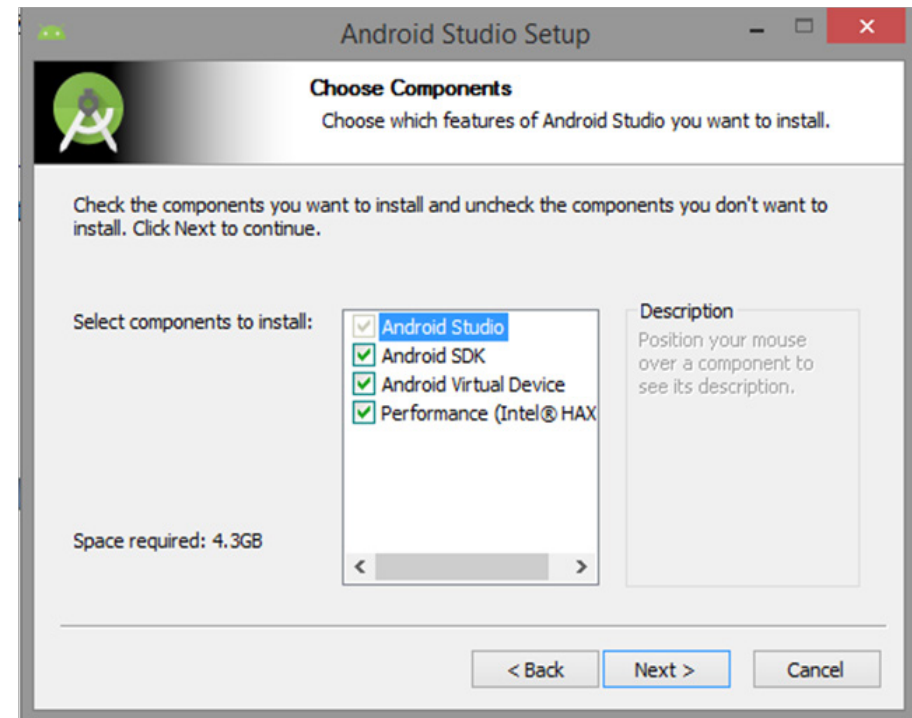 Android Studio Setup
Choose Components
Choose which features of Android Studio you want to install.
Check the components you want to install and uncheck the components you don't want to
install. Click Next to continue.
Select components to install:
Android Studio
Android SDK
Android Virtual Device
Performance (Intel® HAX
Description
Position your mouse
over a component to
see its description.
Space required: 4.3GB
< Back
Next >
Cancel